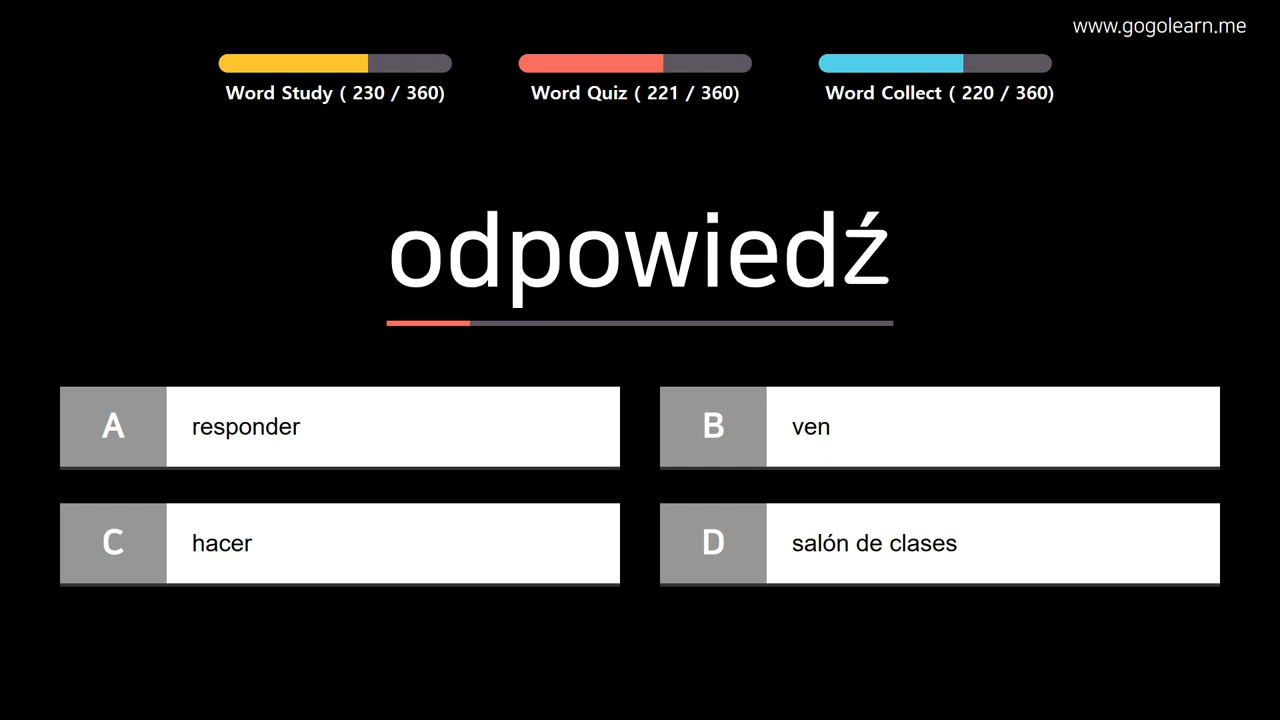 www.gogolearn.me
Word Study ( 230 / 360)
Word Quiz ( 221 / 360)
Word Collect ( 220 / 360)
odpowiedź
A responder
B ven
C hacer
D salón de clases